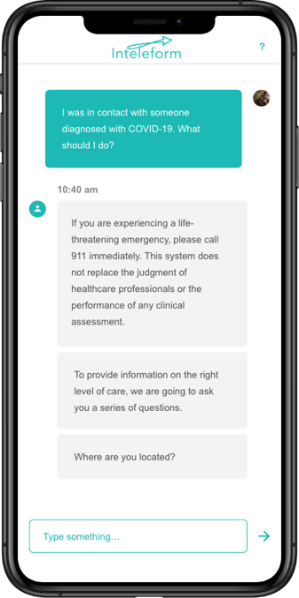 Inteleform
?
I was in contact with someone
diagnosed with COVID-19. What
should I do?
10:40 am
If you are experiencing a life-
threatening emergency, please call
911 immediately. This system does
not replace the judgment of
healthcare professionals or the
performance of any clinical
assessment.
To provide information on the right
level of care, we are going to ask
you a series of questions.
Where are you located?
Type something...